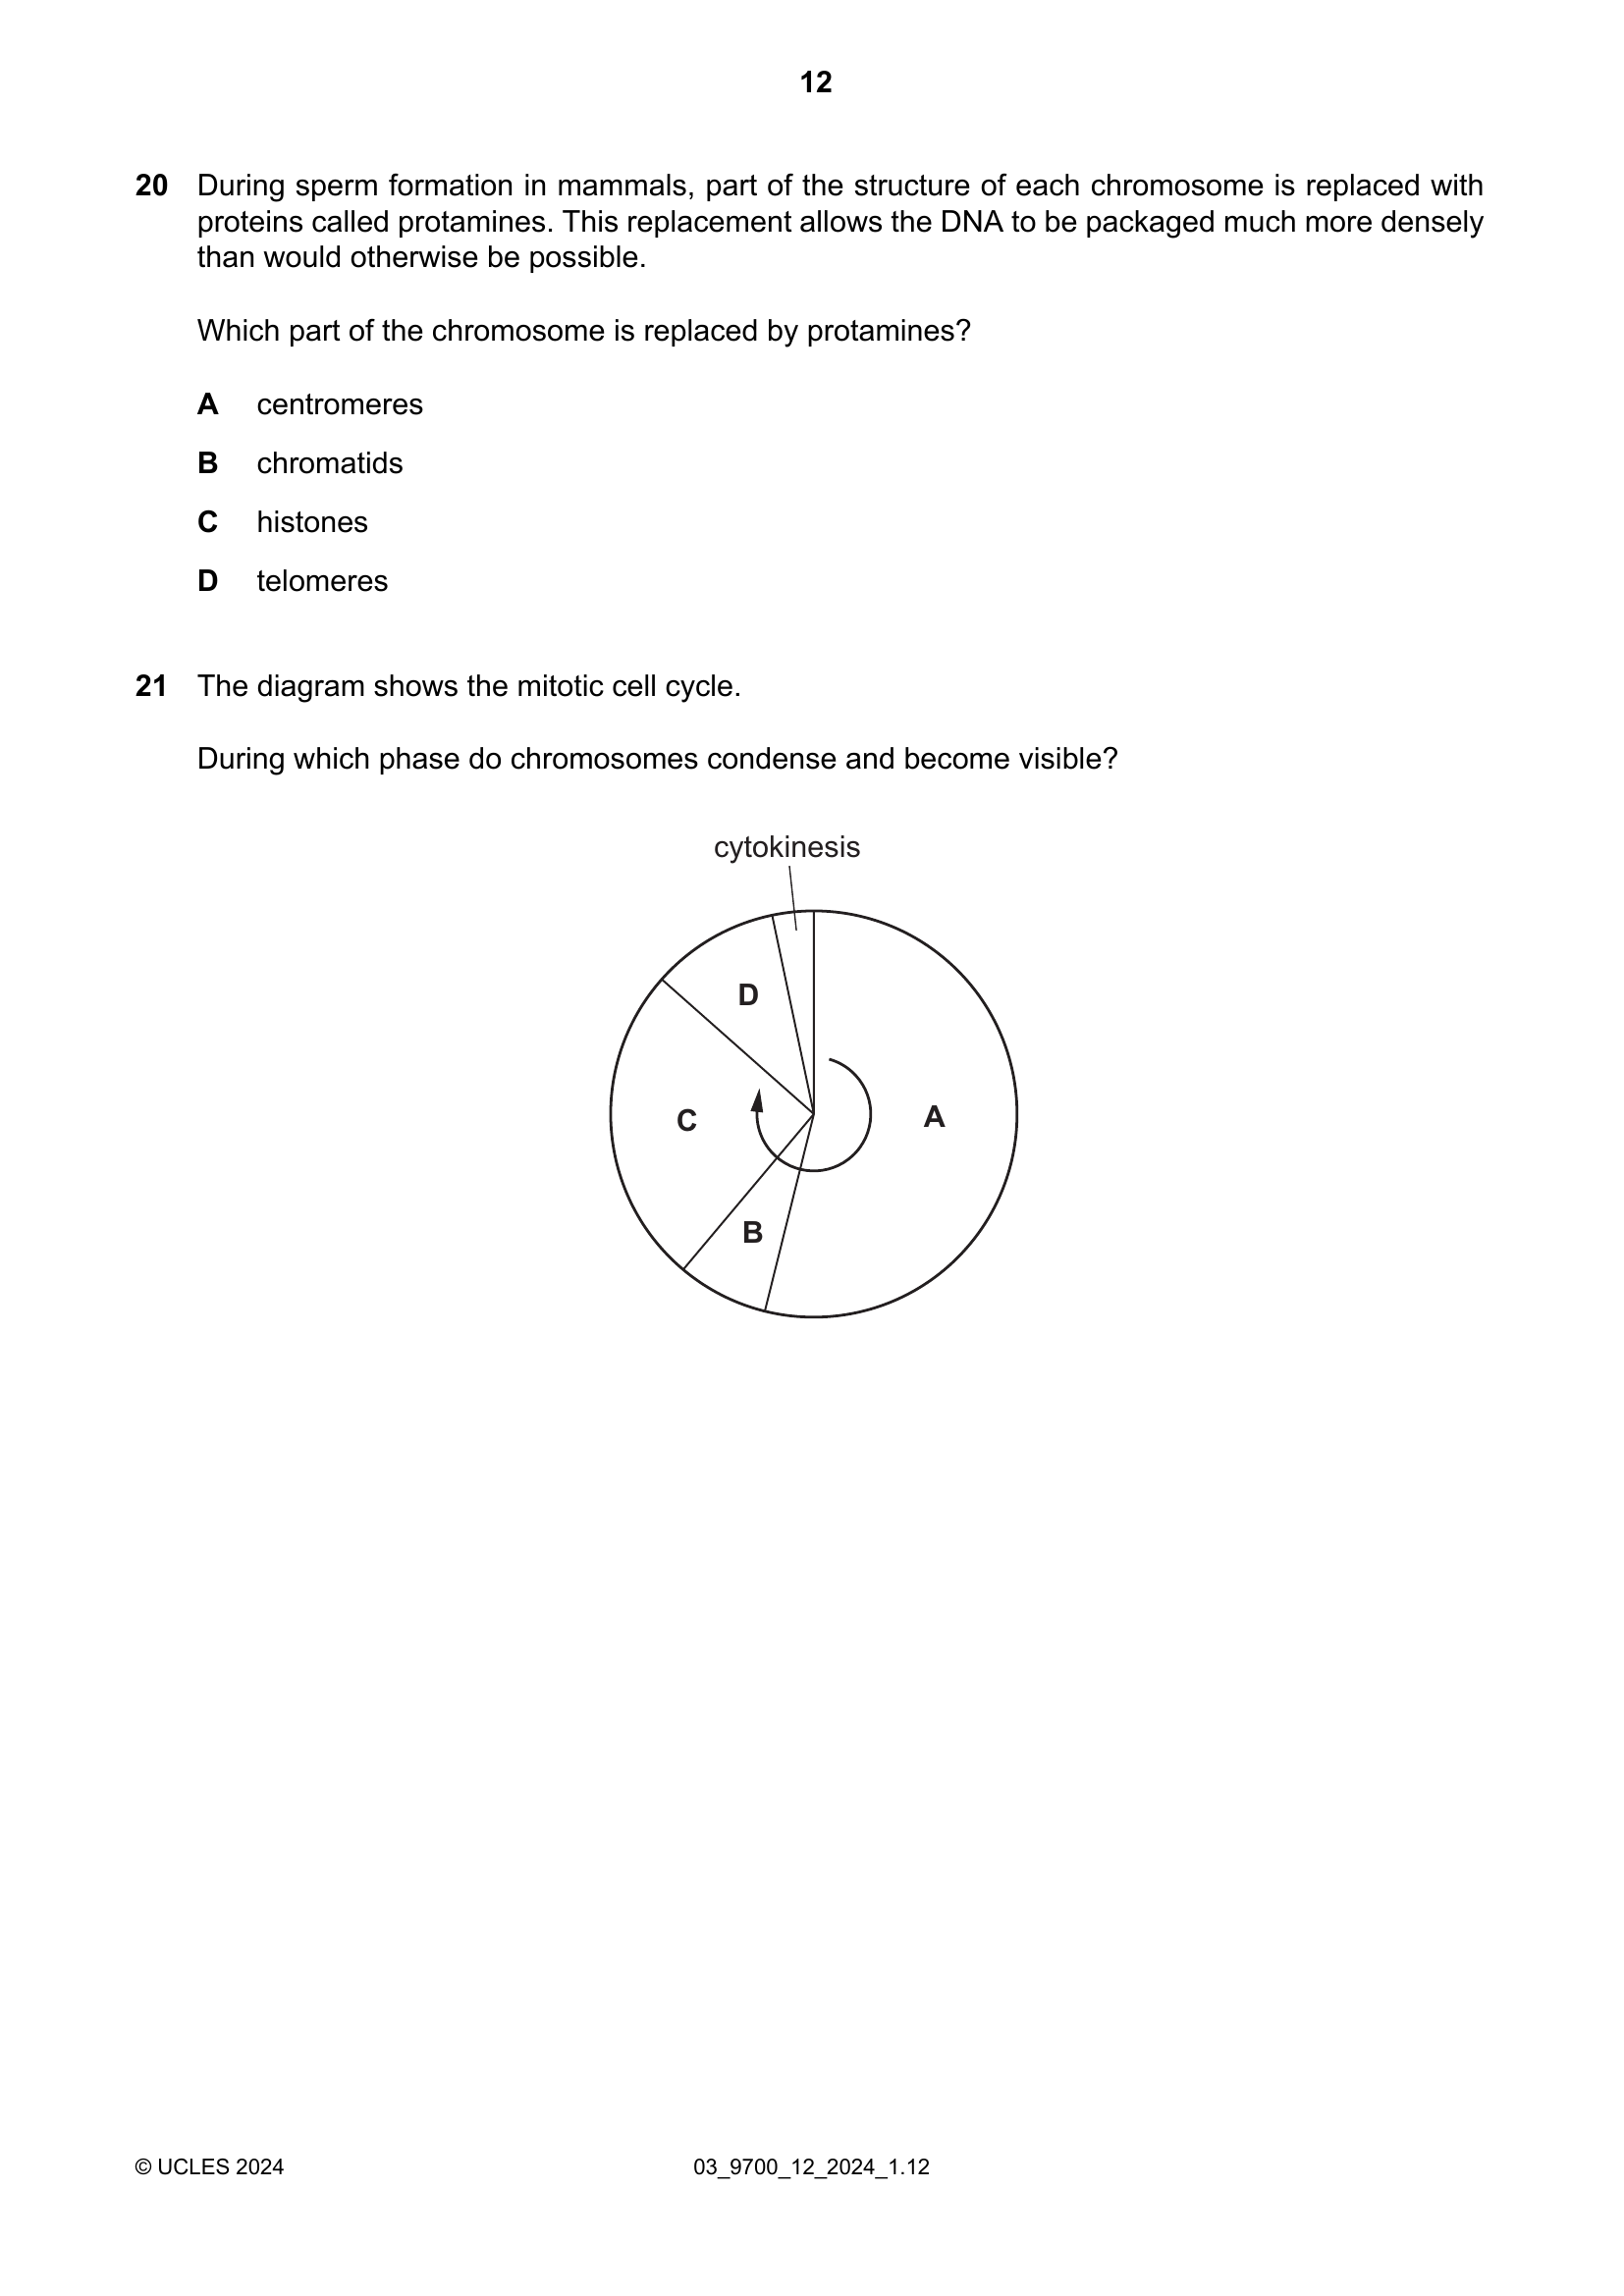 12
20 During sperm formation in mammals, part of the structure of each chromosome is replaced with
proteins called protamines. This replacement allows the DNA to be packaged much more densely
than would otherwise be possible.
Which part of the chromosome is replaced by protamines?
A centromeres
B chromatids
C histones
D telomeres
21 The diagram shows the mitotic cell cycle.
During which phase do chromosomes condense and become visible?
cytokinesis
D
C
A
B
© UCLES 2024
03_9700_12_2024_1.12